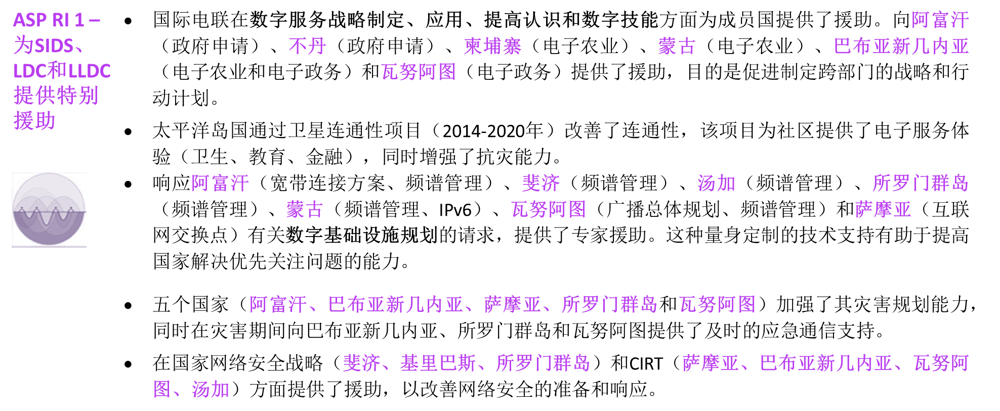 ASP RI 1 –
为SIDS、
LDC和LLDC
提供特别
援助
• 国际电联在数字服务战略制定、应用、提高认识和数字技能方面为成员国提供了援助。向阿富汗
（政府申请）、不丹（政府申请）、柬埔寨（电子农业）、蒙古（电子农业）、巴布亚新几内亚
（电子农业和电子政务）和瓦努阿图（电子政务）提供了援助，目的是促进制定跨部门的战略和行
动计划。
• 太平洋岛国通过卫星连通性项目（2014-2020年）改善了连通性，该项目为社区提供了电子服务体
验（卫生、教育、金融），同时增强了抗灾能力。
• 响应阿富汗（宽带连接方案、频谱管理）、斐济（频谱管理）、汤加（频谱管理）、所罗门群岛
（频谱管理）、蒙古（频谱管理、IPv6）、瓦努阿图（广播总体规划、频谱管理）和萨摩亚（互联
网交换点）有关数字基础设施规划的请求，提供了专家援助。这种量身定制的技术支持有助于提高
国家解决优先关注问题的能力。
• 五个国家（阿富汗、巴布亚新几内亚、萨摩亚、所罗门群岛和瓦努阿图）加强了其灾害规划能力，
同时在灾害期间向巴布亚新几内亚、所罗门群岛和瓦努阿图提供了及时的应急通信支持。
• 在国家网络安全战略（斐济、基里巴斯、所罗门群岛）和CIRT（萨摩亚、巴布亚新几内亚、瓦努阿
图、汤加）方面提供了援助，以改善网络安全的准备和响应。